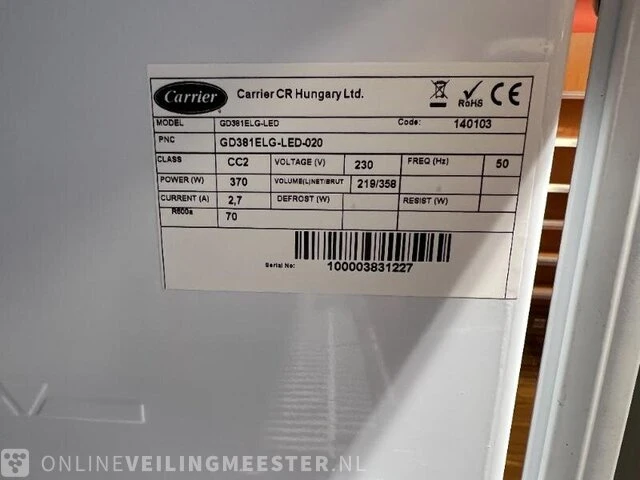 Carrier Carrier CR Hungary Ltd. RoHS CE
MODEL GD381ELG-LED Code: 140103
PNC GD381ELG-LED-020
CLASS CC2 VOLTAGE (V) 230 FREQ (Hz) 50
POWER (W) 370 VOLUME(L)NET/BRUT 219/358
CURRENT (A) 2,7 DEFROST (W) RESIST (W)
R600a 70
Serial No: 100003831227
ONLINEVEILINGMEESTER.NL